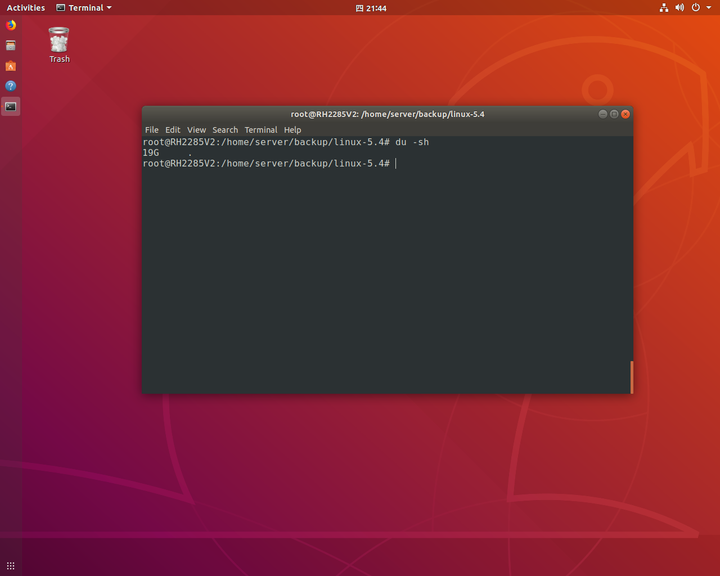 Activities Terminal 21:44
Trash
root@RH2285V2: /home/server/backup/linux-5.4
File Edit View Search Terminal Help
root@RH2285V2:/home/server/backup/linux-5.4# du -sh
19G .
root@RH2285V2:/home/server/backup/linux-5.4#